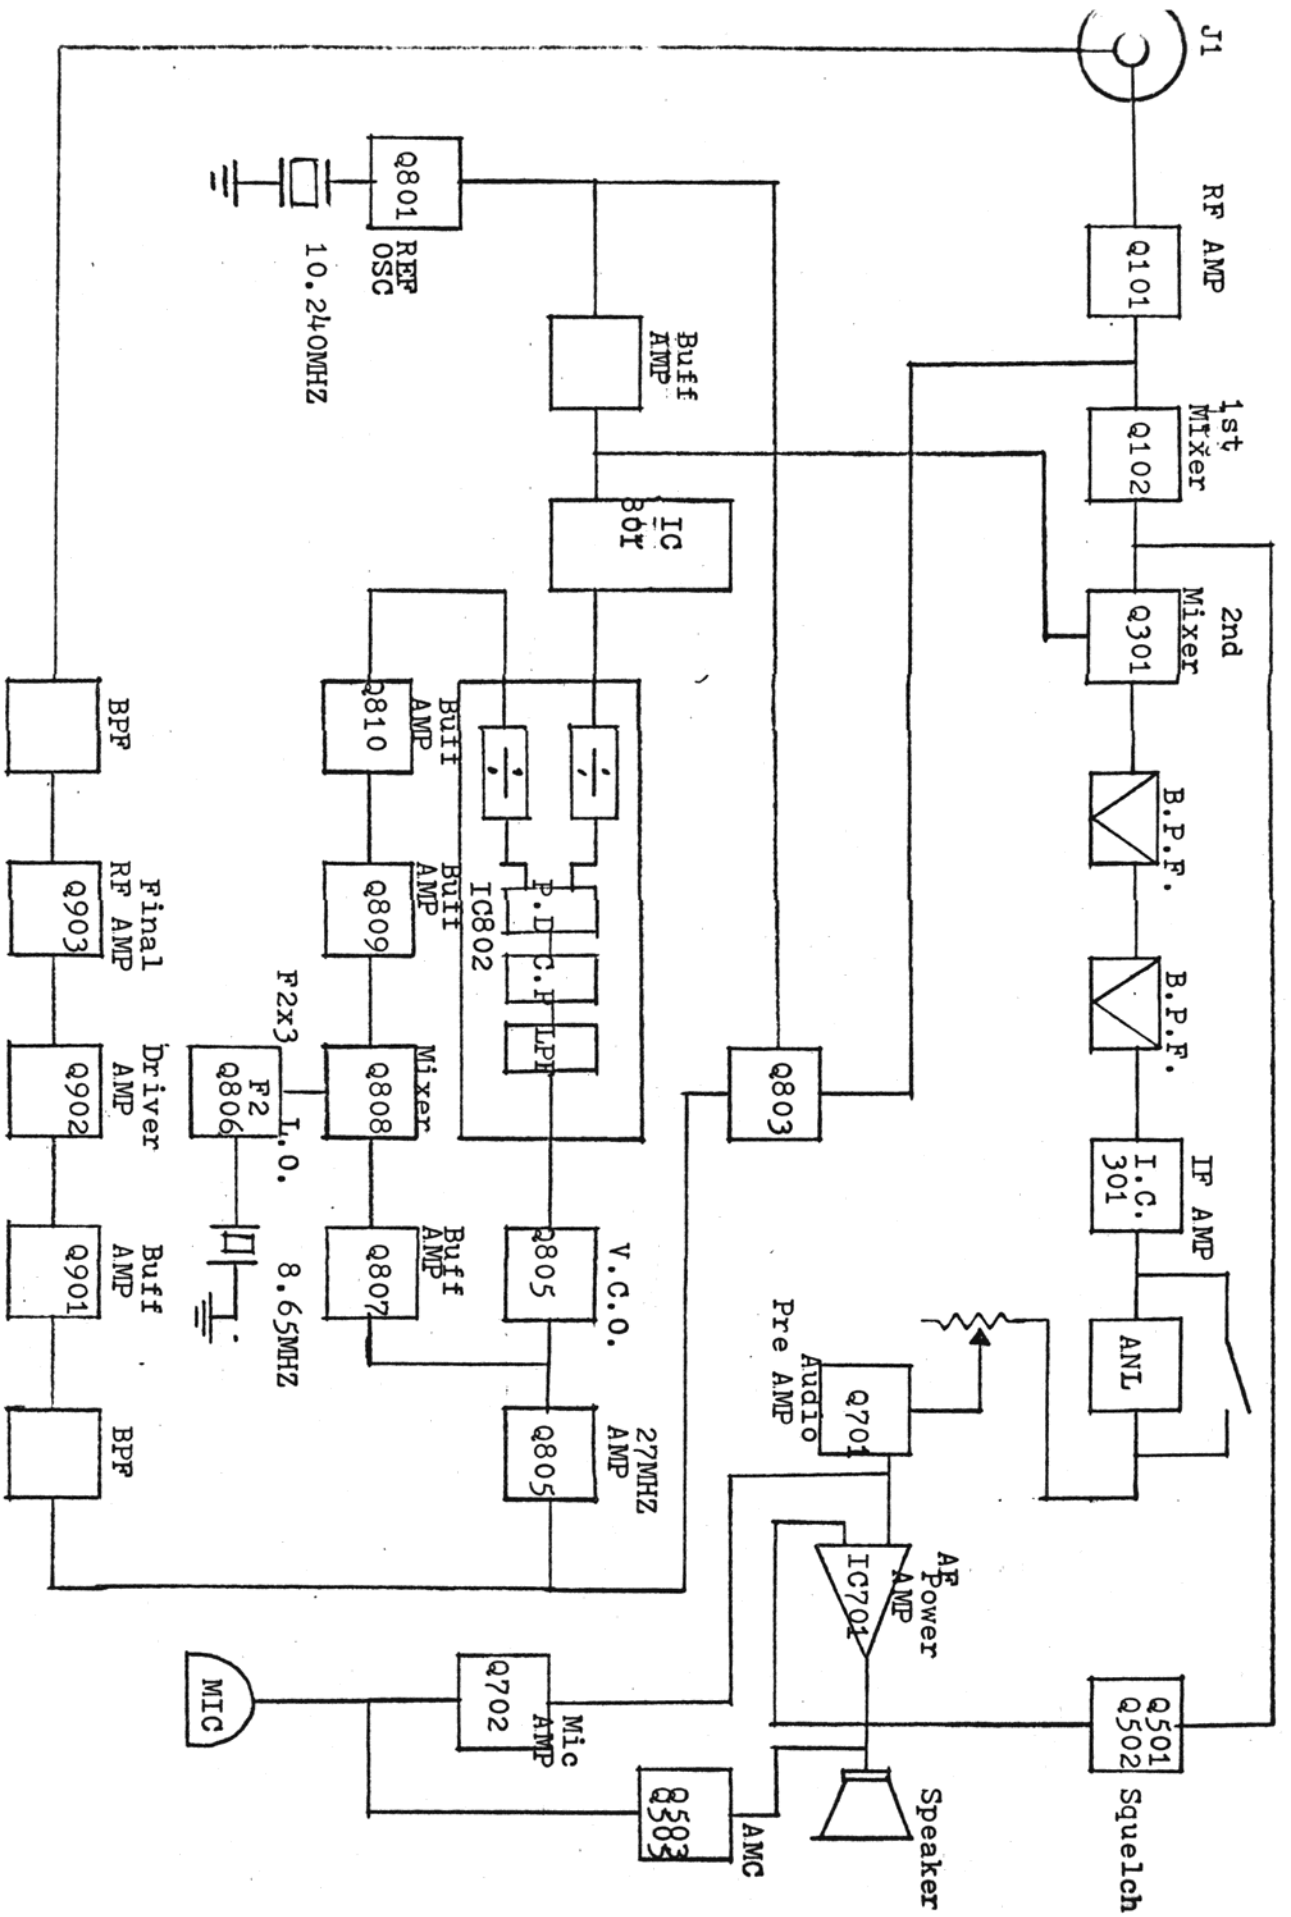 J1
RF AMP
Q101
1st
Mixer
Q102
2nd
Mixer
Q301
B.P.F.
B.P.F.
IF AMP
I.C.
301
ANL
Squelch
Q501
Q502
Pre AMP
Audio
Q701
AF Power
AMP
IC701
Speaker
Q801
REF
OSC
10.240MHZ
Buff
AMP
IC
801
Q803
IC802
P.D
C.P
LPF
V.C.O.
Q805
27MHZ
AMP
Q805
Buff
AMP
Q810
Buff
AMP
Q809
Mixer
Q808
Buff
AMP
Q807
F2x3
F2
Q806
L.O.
8.65MHZ
Mic
AMP
Q702
AMC
Q503
MIC
BPF
Final
RF AMP
Q903
Driver
AMP
Q902
Buff
AMP
Q901
BPF